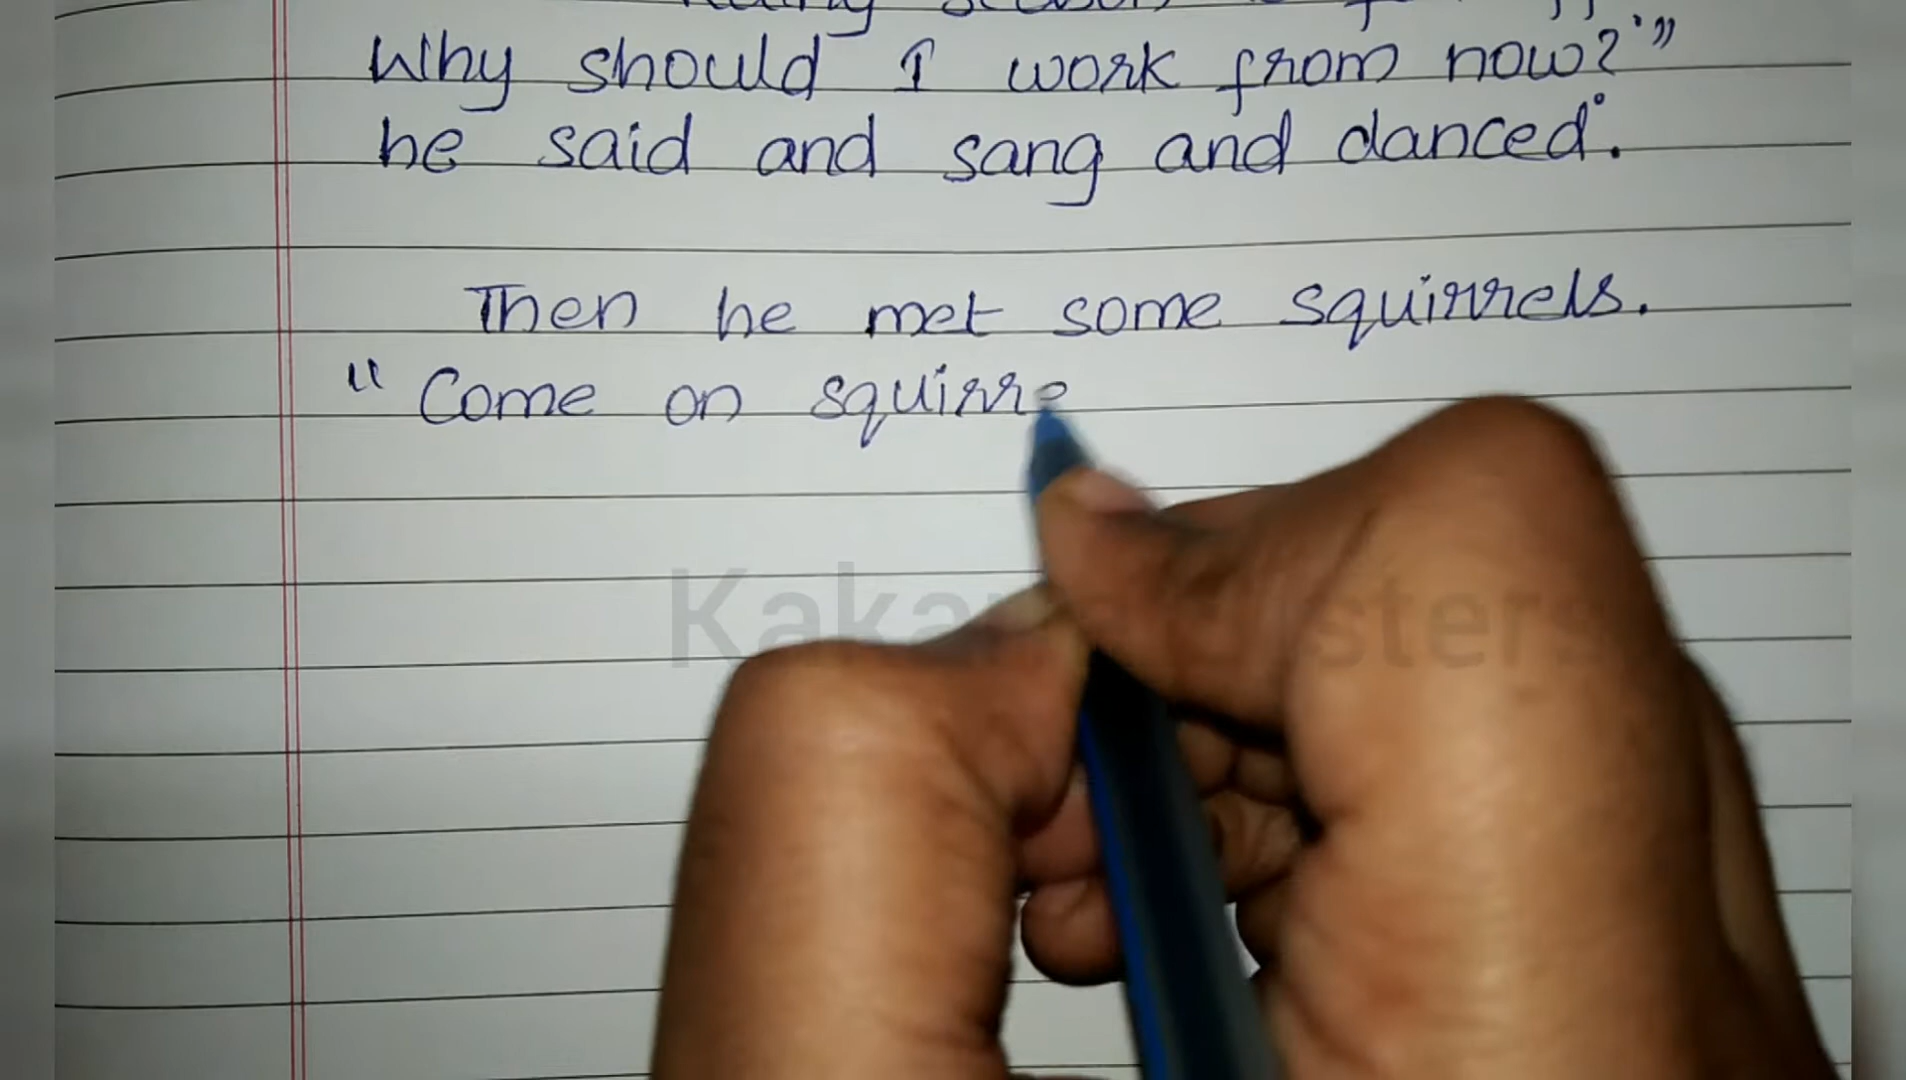 Why should I work from now?"
he said and sang and danced.
Then he met some squirrels.
"Come on squirre